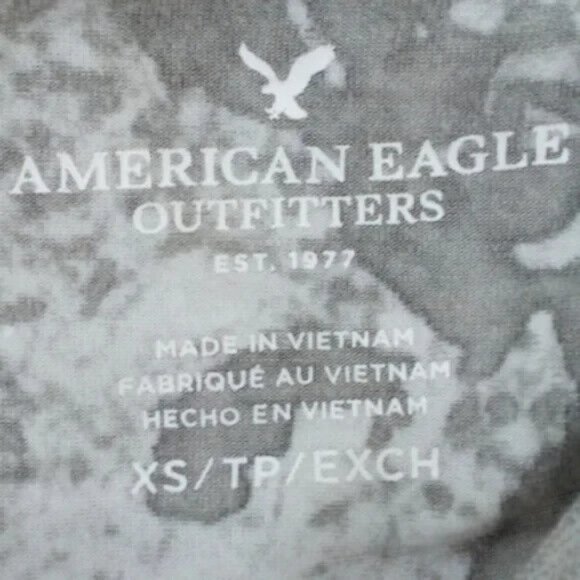 AMERICAN EAGLE
OUTFITTERS
EST. 1977
MADE IN VIETNAM
FABRIQUÉ AU VIETNAM
HECHO EN VIETNAM
XS/TP/EXCH